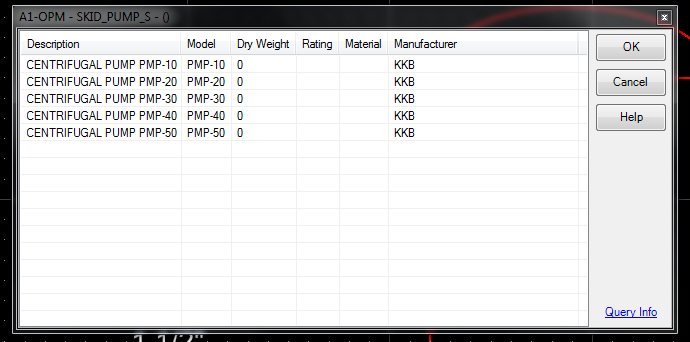 A1-OPM - SKID_PUMP_S - ()
Description Model Dry Weight Rating Material Manufacturer
CENTRIFUGAL PUMP PMP-10 PMP-10 0 KKB
CENTRIFUGAL PUMP PMP-20 PMP-20 0 KKB
CENTRIFUGAL PUMP PMP-30 PMP-30 0 KKB
CENTRIFUGAL PUMP PMP-40 PMP-40 0 KKB
CENTRIFUGAL PUMP PMP-50 PMP-50 0 KKB
OK
Cancel
Help
Query Info
1-1/2"